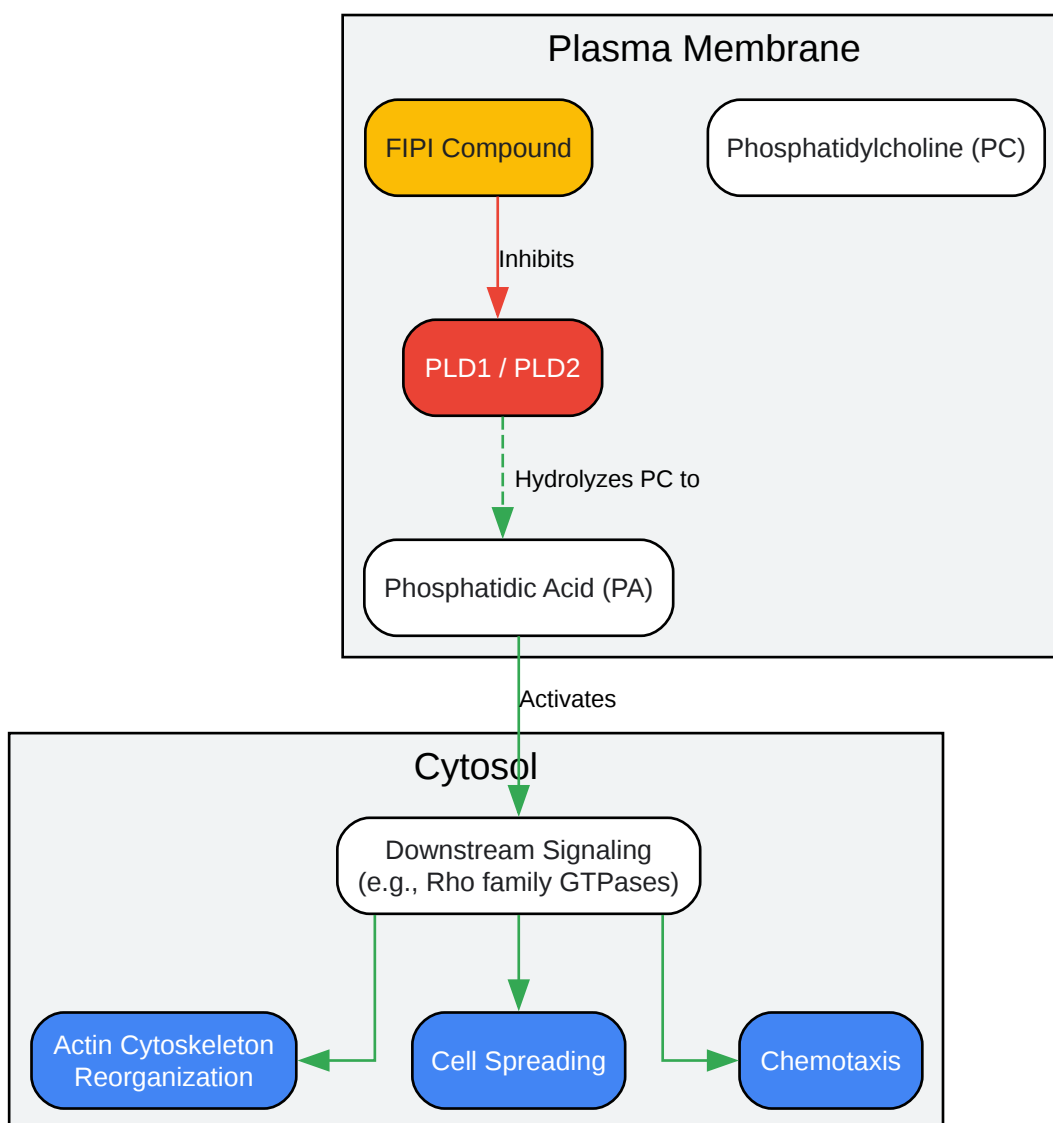 Plasma Membrane
FIPI Compound
Phosphatidylcholine (PC)
Inhibits
PLD1 / PLD2
Hydrolyzes PC to
Phosphatidic Acid (PA)
Activates
Cytosol
Downstream Signaling
(e.g., Rho family GTPases)
Actin Cytoskeleton
Reorganization
Cell Spreading
Chemotaxis